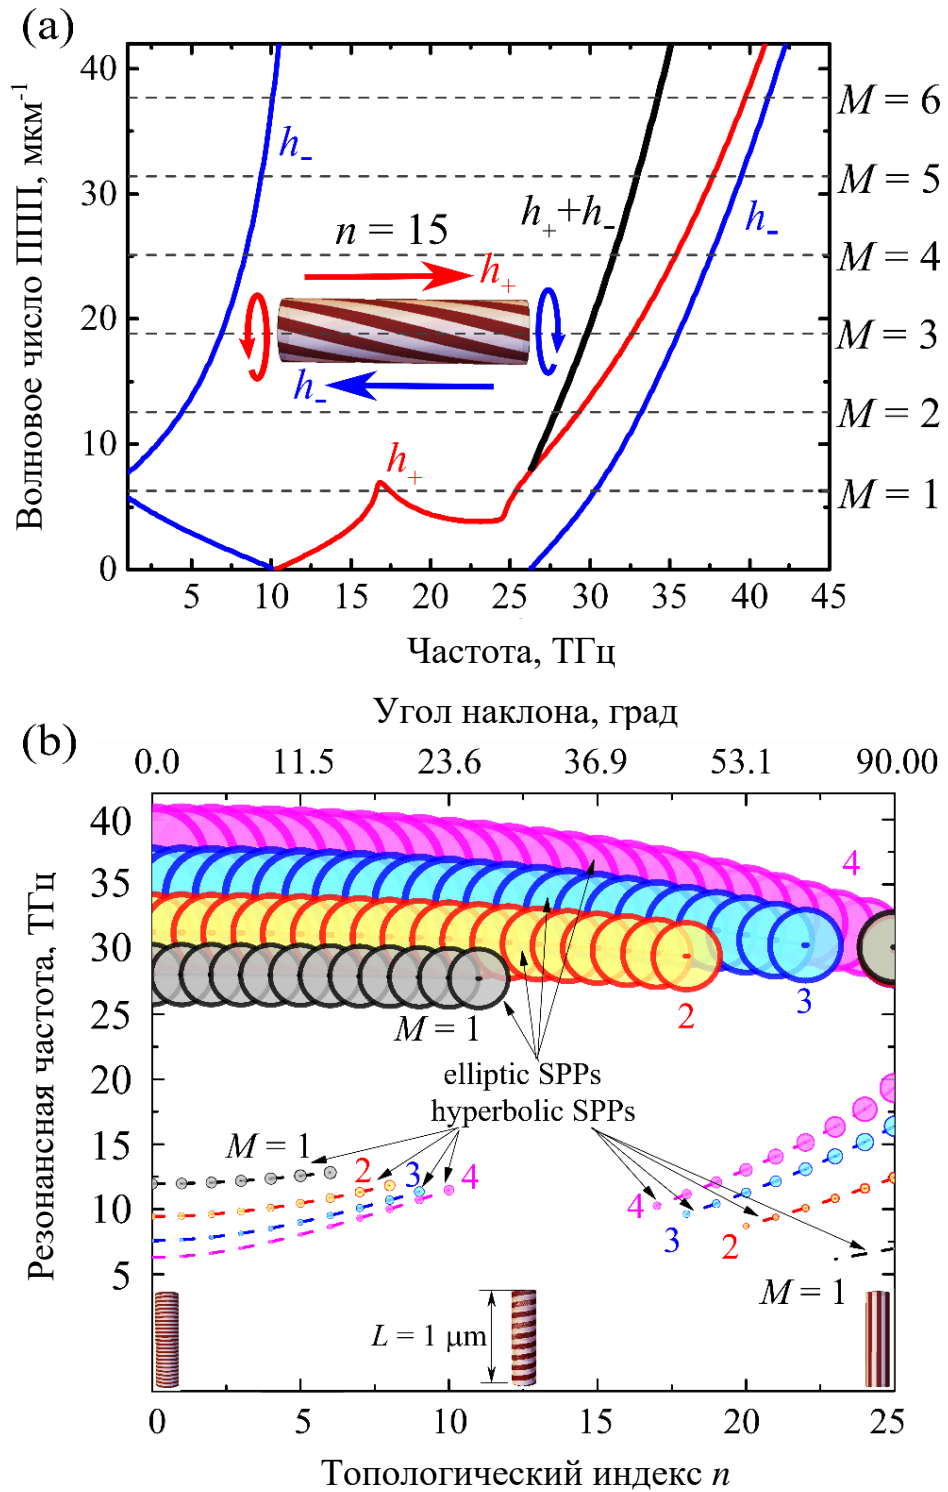 (a)
Волновое число ППП, мкм⁻¹
40
30
20
10
0
h₋
n = 15
h₊
h₋
h₊
h₊+h₋
h₋
M = 6
M = 5
M = 4
M = 3
M = 2
M = 1
5 10 15 20 25 30 35 40 45
Частота, ТГц
Угол наклона, град
(b)
0.0 11.5 23.6 36.9 53.1 90.00
Резонансная частота, ТГц
40
35
30
25
20
15
10
5
4
3
2
M = 1
elliptic SPPs
hyperbolic SPPs
M = 1
2
3
4
4
3
2
M = 1
L = 1 μm
0 5 10 15 20 25
Топологический индекс n